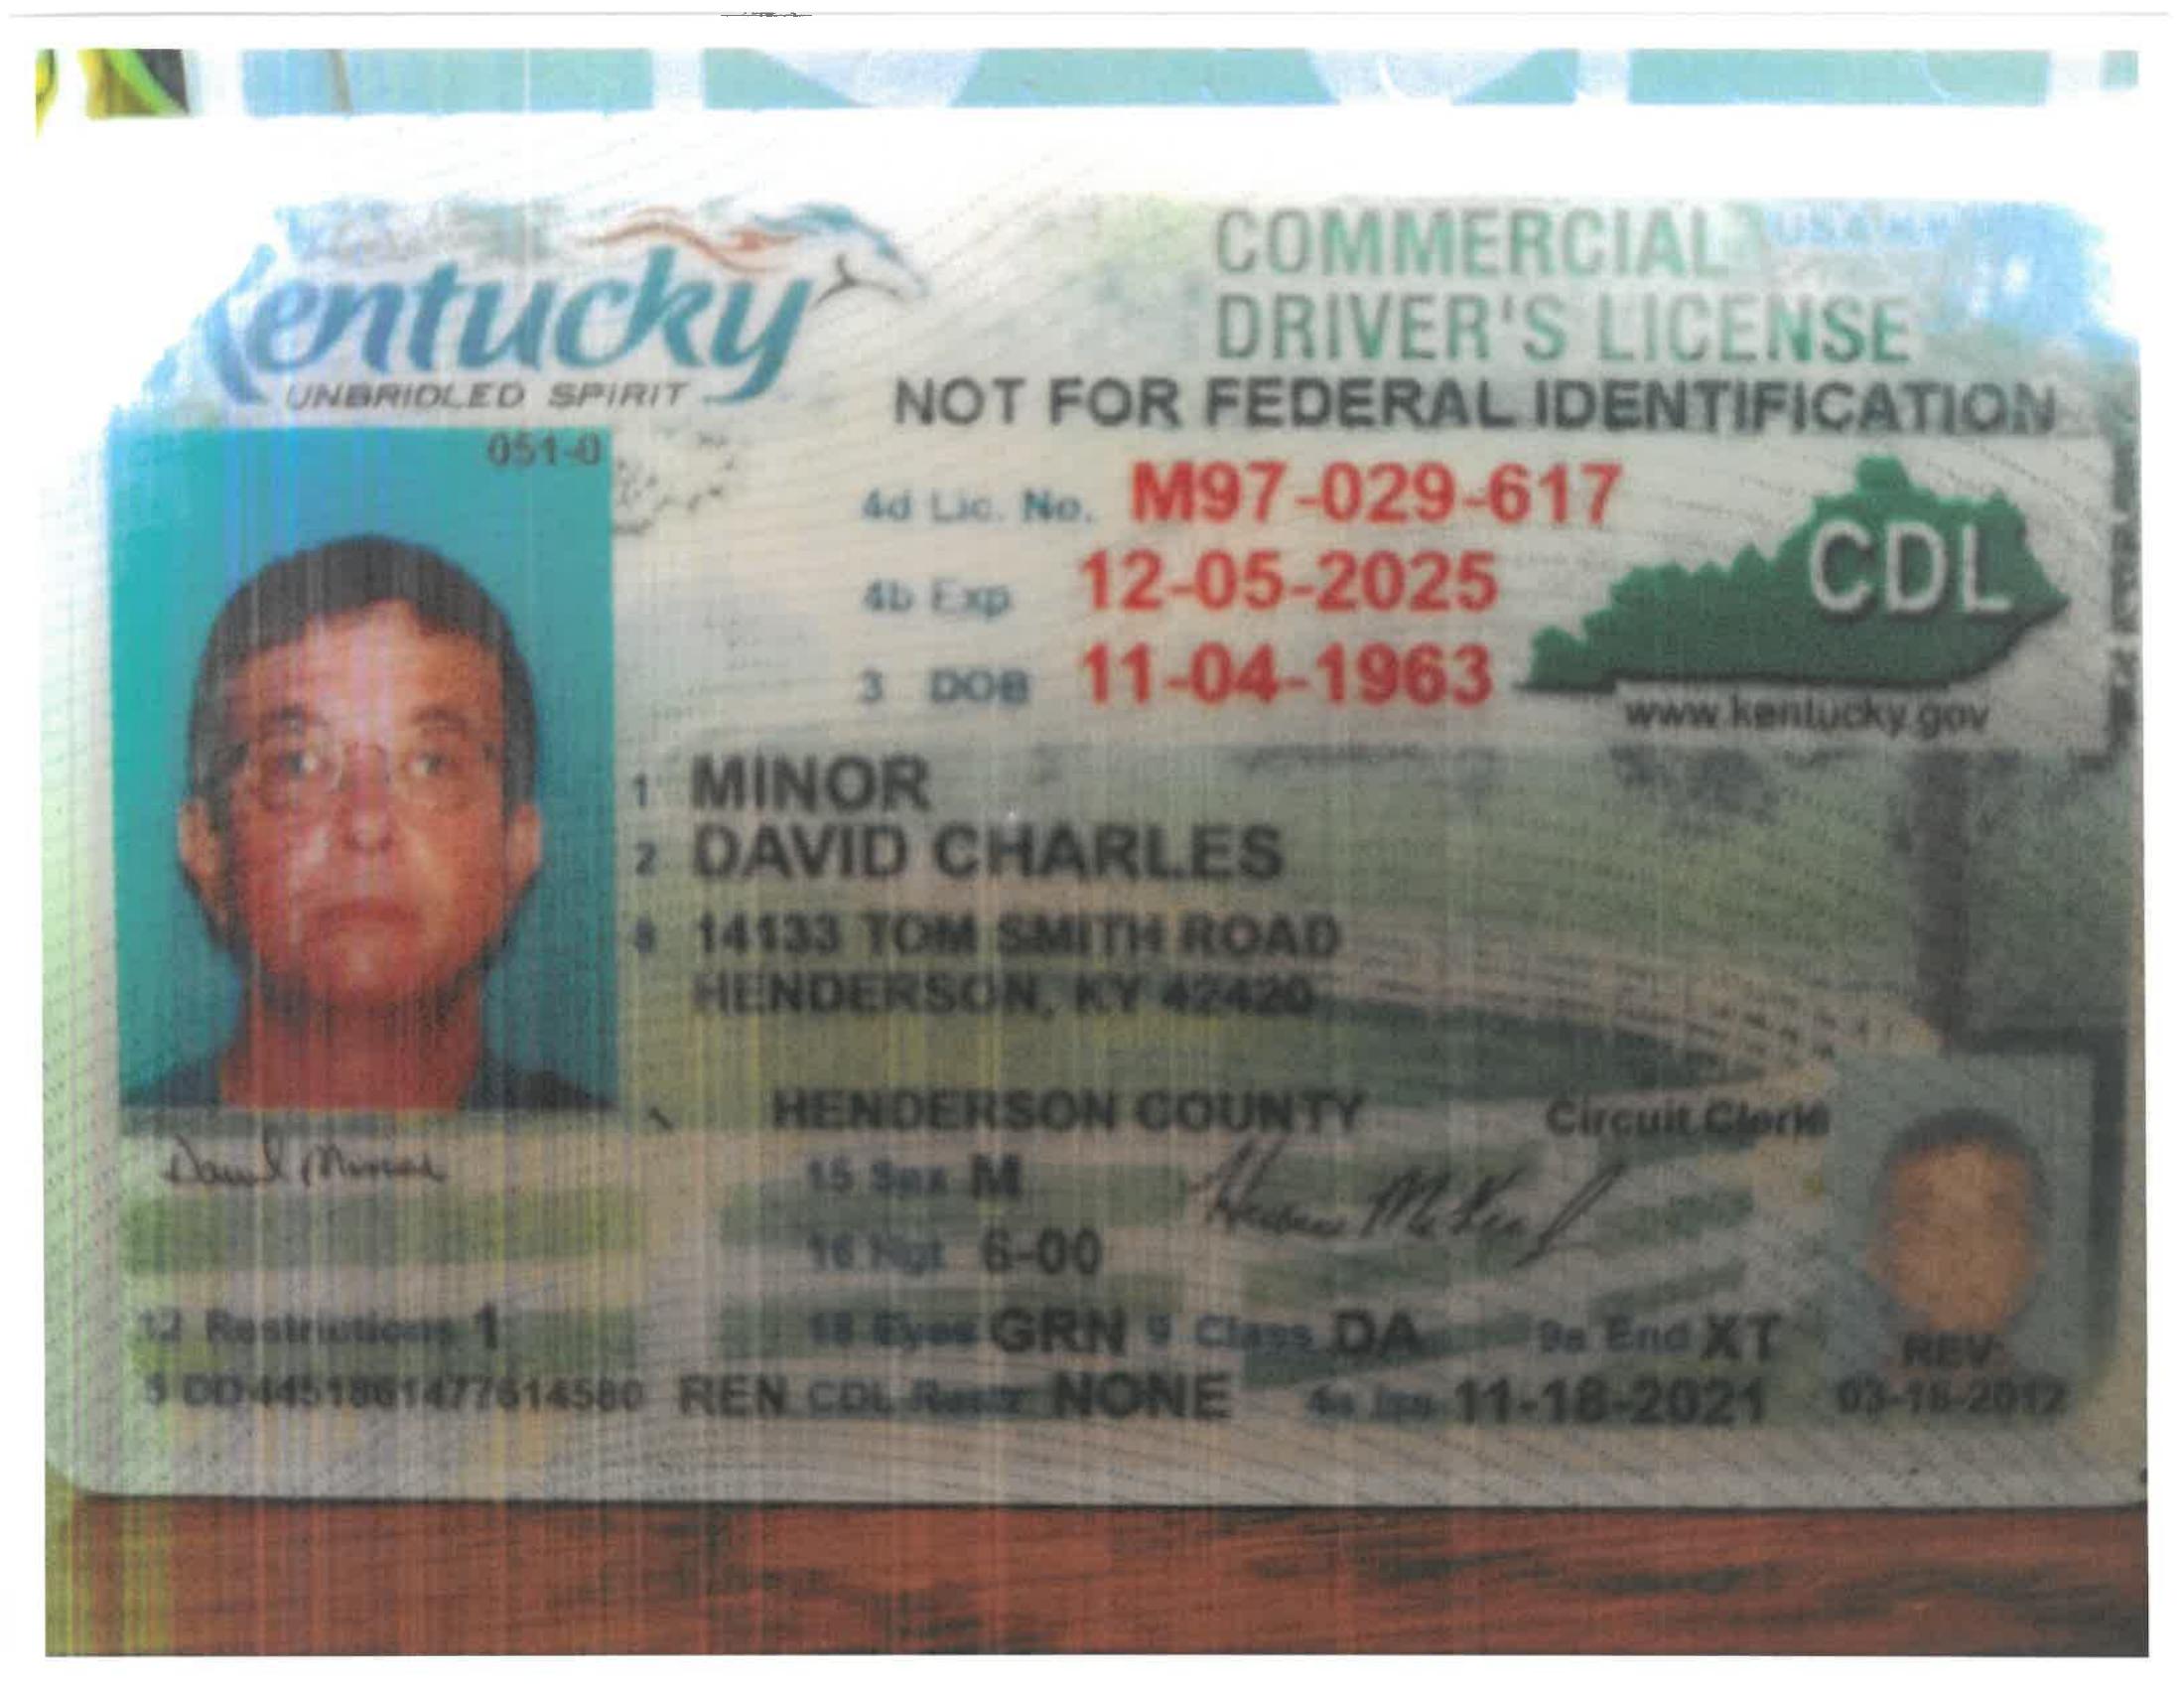 Kentucky
UNBRIDLED SPIRIT
COMMERCIAL
DRIVER'S LICENSE
NOT FOR FEDERAL IDENTIFICATION
051-0
4d Lic. No. M97-029-617
4b Exp 12-05-2025
3 DOB 11-04-1963
CDL
www.kentucky.gov
1 MINOR
2 DAVID CHARLES
8 14133 TOM SMITH ROAD
HENDERSON, KY 42420
HENDERSON COUNTY
Circuit Clerk
David Minor
15 Sex M
16 Hgt 6-00
12 Restrictions 1
18 Eyes GRN 9 Class DA 9a End XT
REV
5 DD REN CDL NONE 4a Iss 11-18-2021
03-18-2012